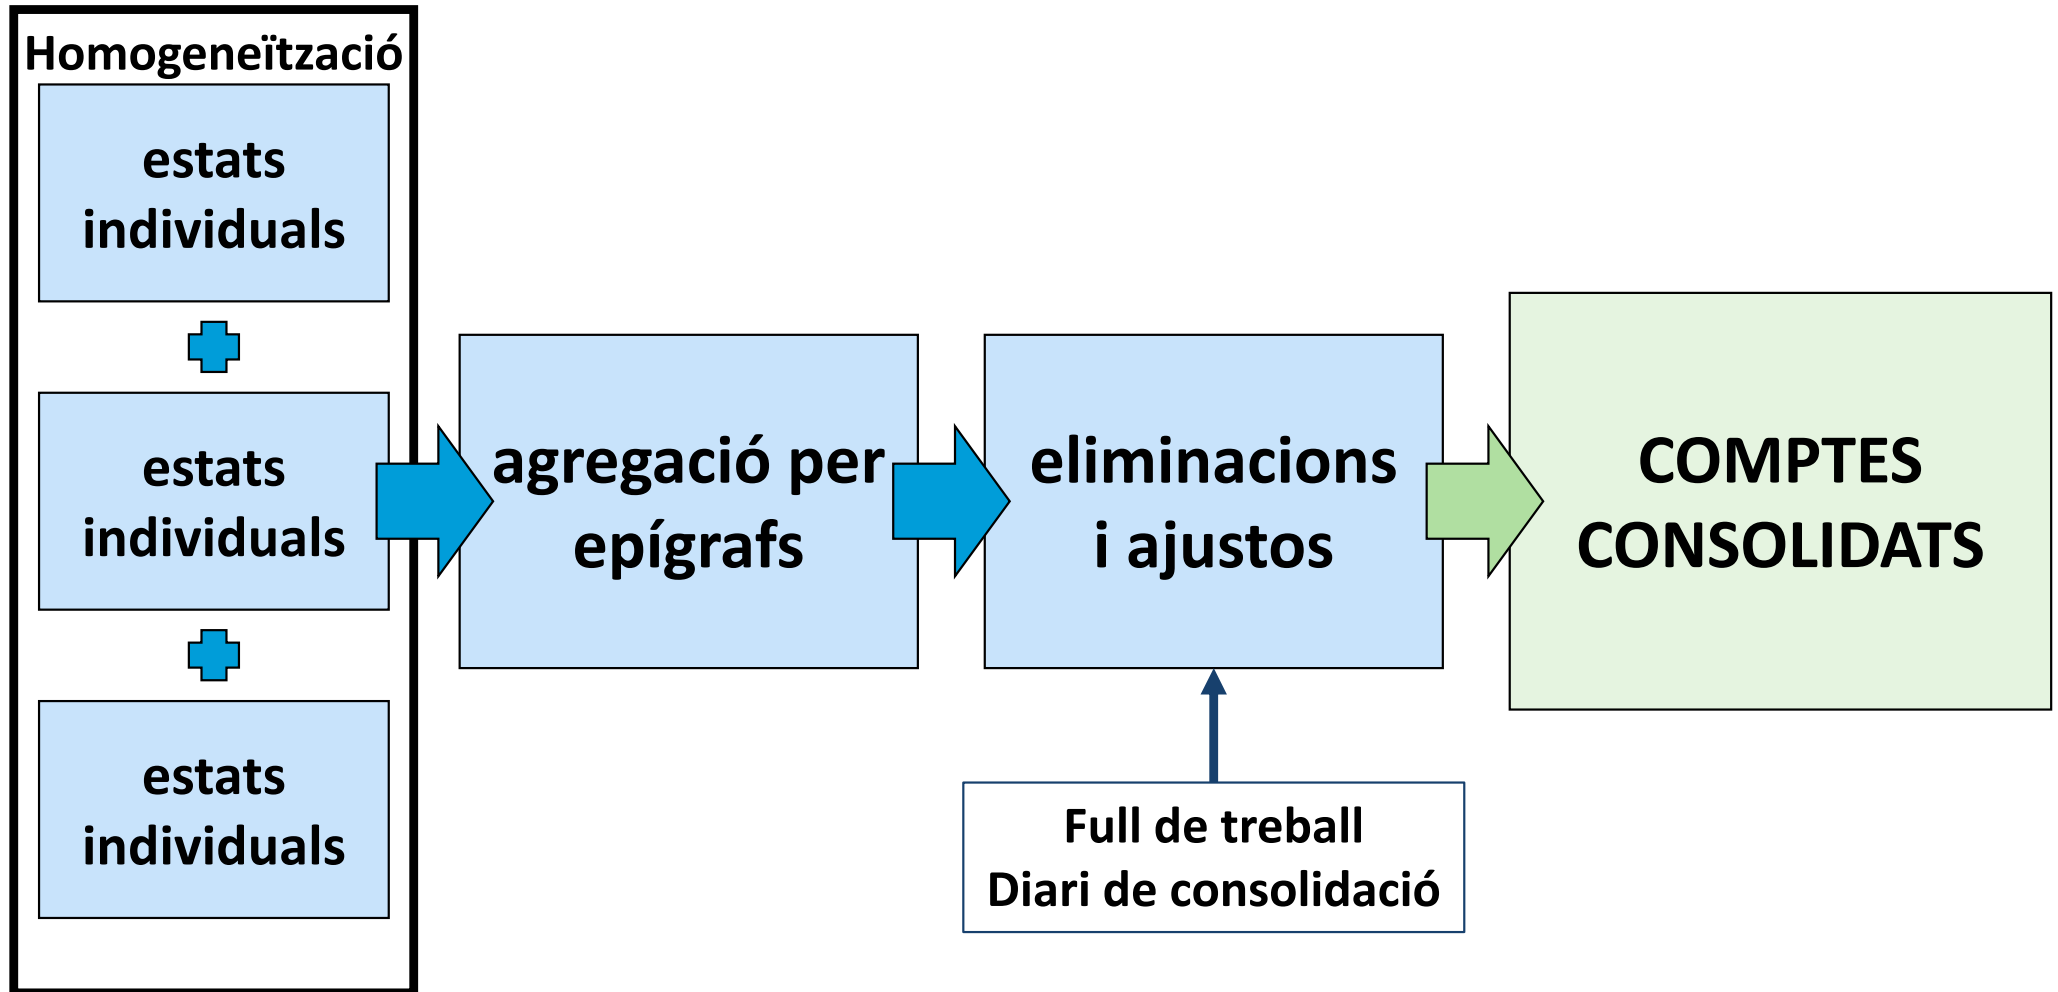 Homogeneïtzació
estats
individuals
estats
individuals
estats
individuals
agregació per
epígrafs
eliminacions
i ajustos
Full de treball
Diari de consolidació
COMPTES
CONSOLIDATS